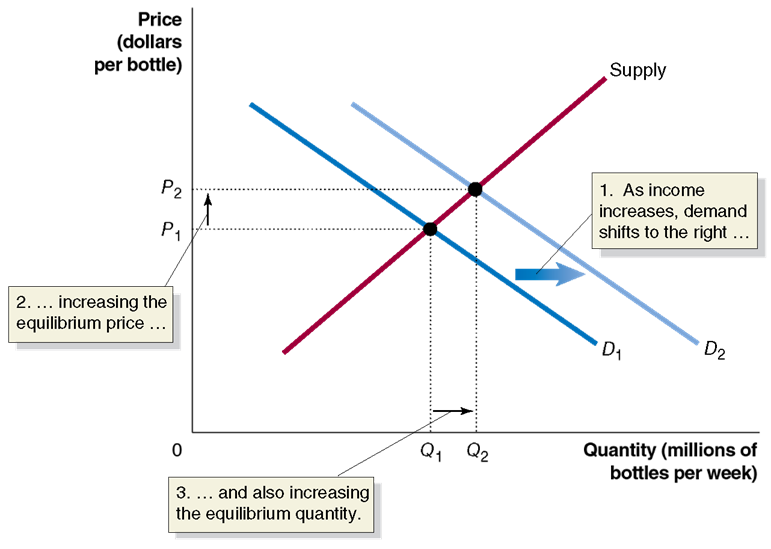 Price
(dollars
per bottle)
Supply
P2
1. As income
increases, demand
shifts to the right …
P1
2. … increasing the
equilibrium price …
D1
D2
0
Q1
Q2
Quantity (millions of
bottles per week)
3. … and also increasing
the equilibrium quantity.